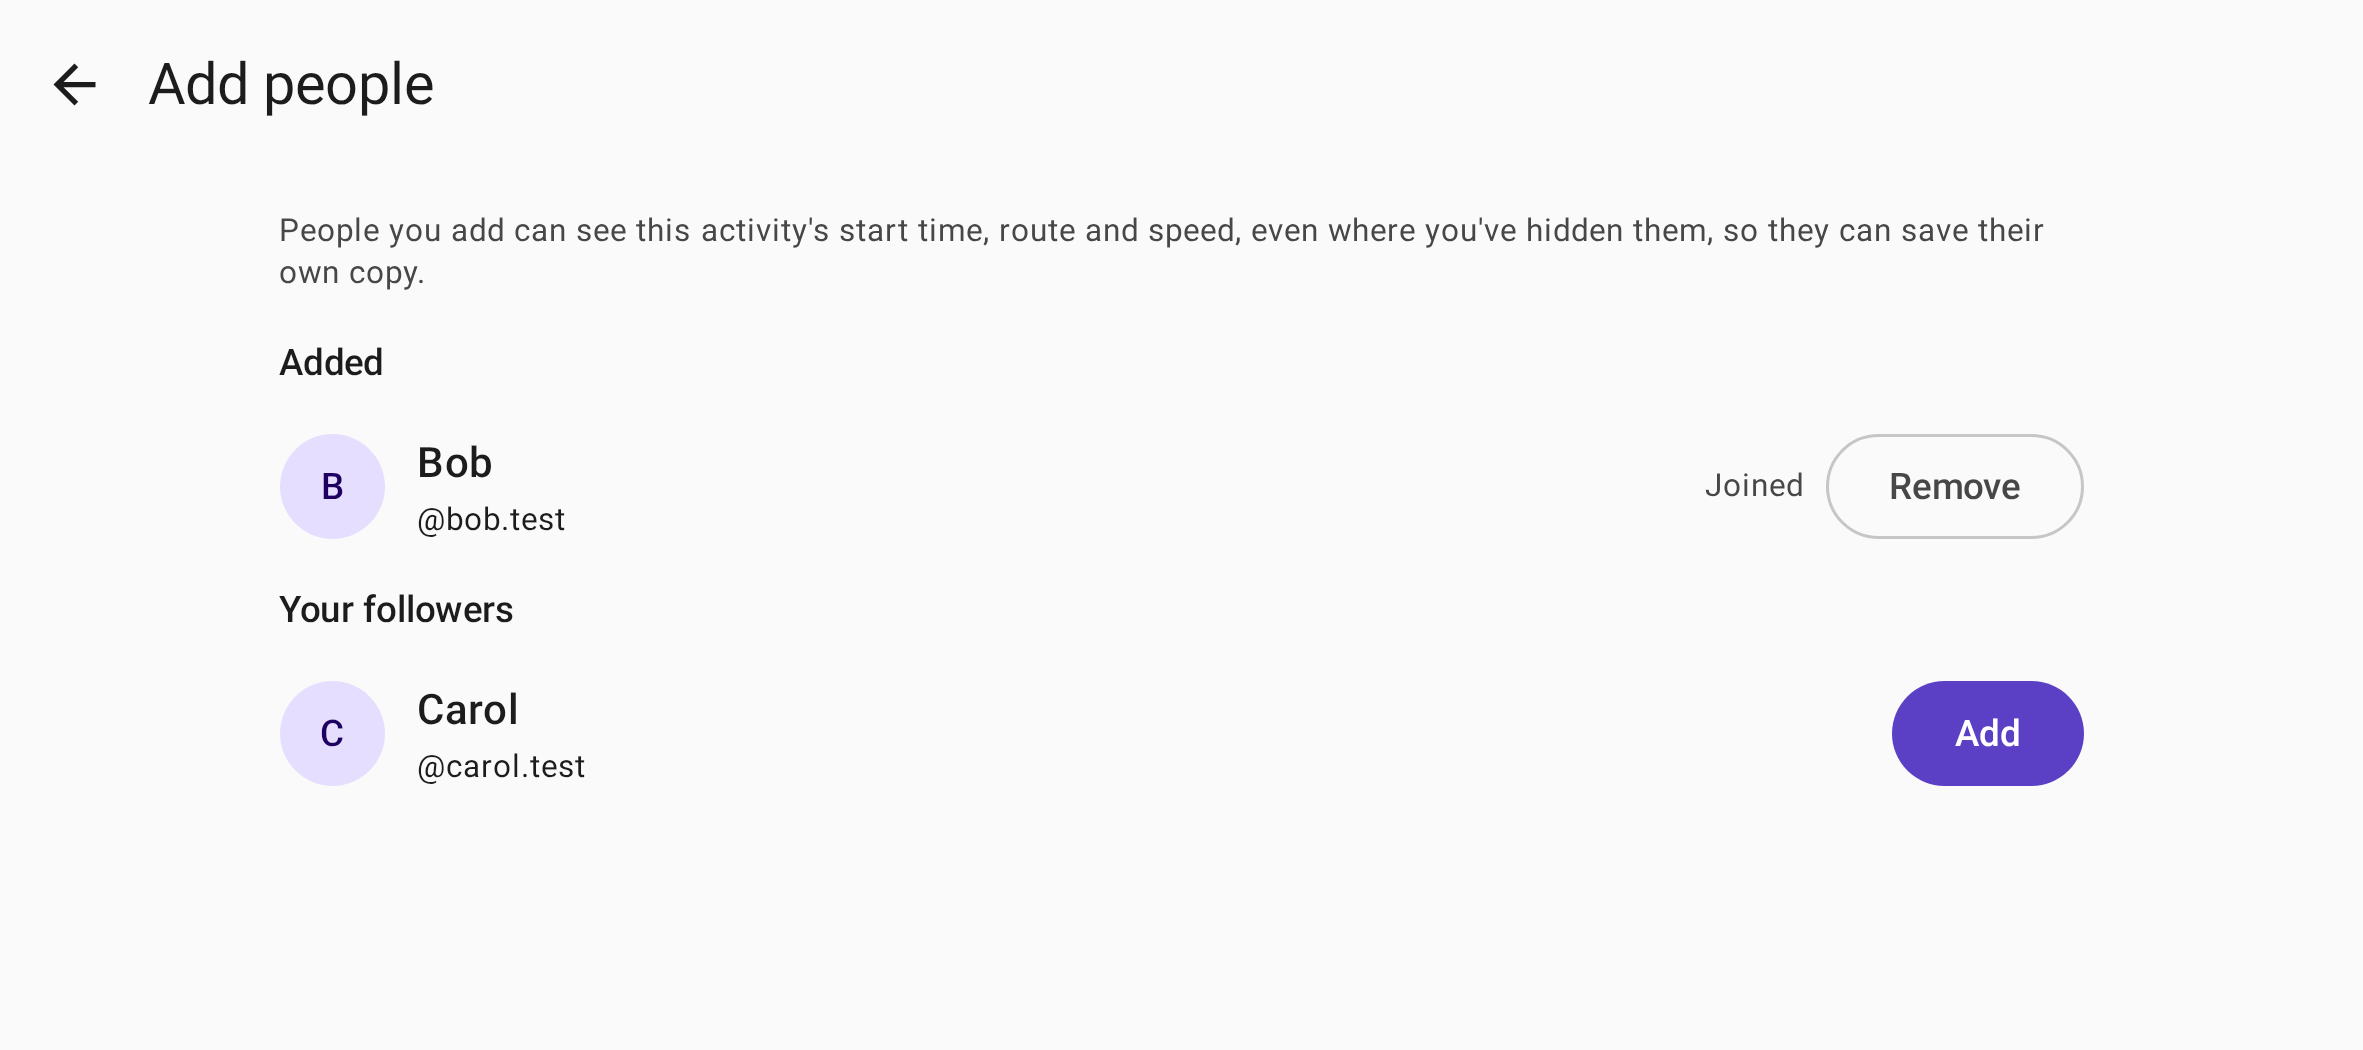 Add people
People you add can see this activity's start time, route and speed, even where you've hidden them, so they can save their
own copy.
Added
B
Bob
@bob.test
Joined
Remove
Your followers
C
Carol
@carol.test
Add